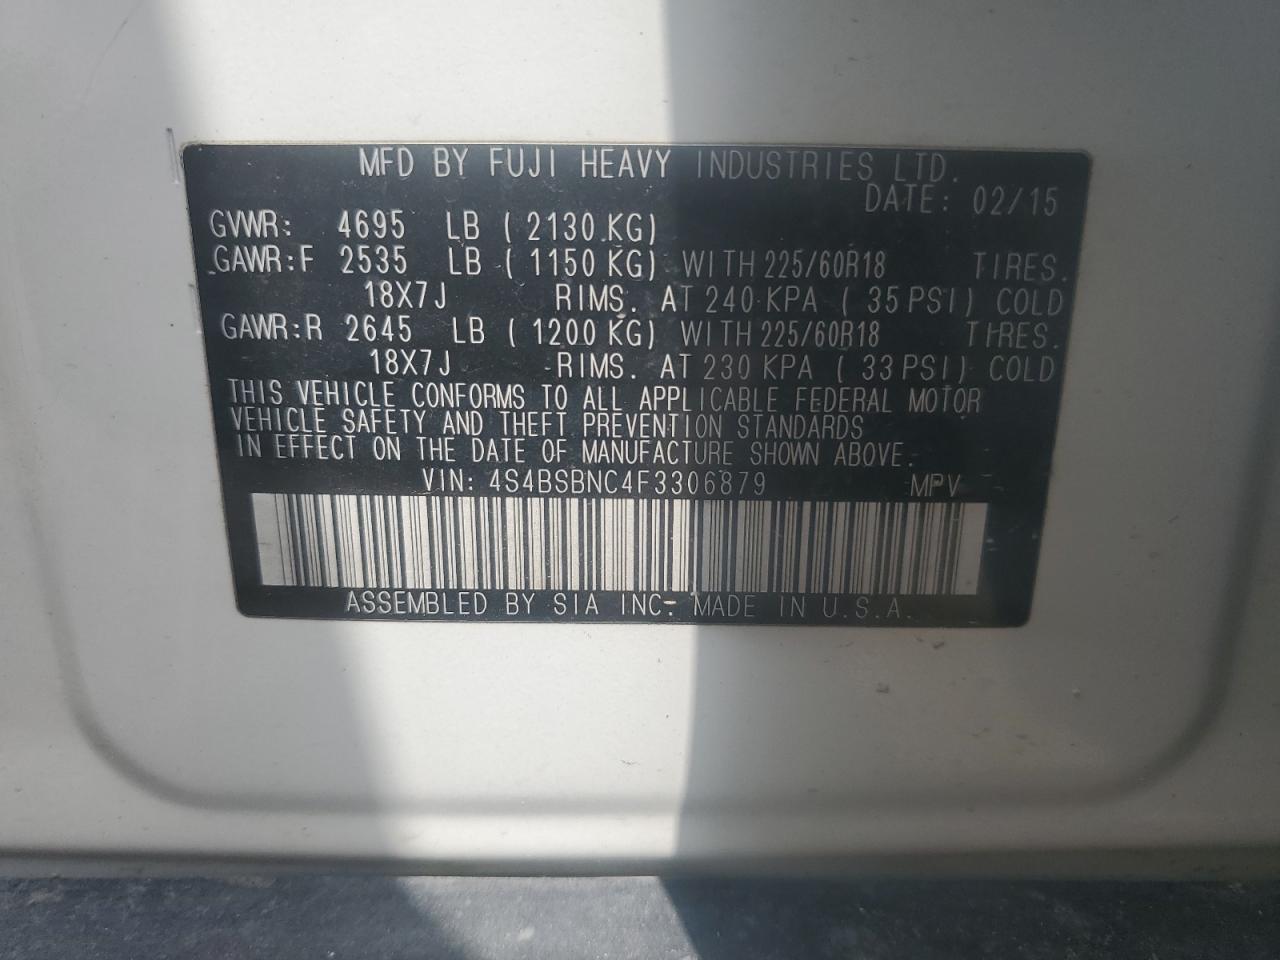 MFD BY FUJI HEAVY INDUSTRIES LTD.
DATE: 02/15
GVWR: 4695 LB (2130 KG)
GAWR:F 2535 LB (1150 KG) WITH 225/60R18 TIRES.
18X7J RIMS. AT 240 KPA (35 PSI) COLD
GAWR:R 2645 LB (1200 KG) WITH 225/60R18 TIRES.
18X7J RIMS. AT 230 KPA (33 PSI) COLD
THIS VEHICLE CONFORMS TO ALL APPLICABLE FEDERAL MOTOR
VEHICLE SAFETY AND THEFT PREVENTION STANDARDS
IN EFFECT ON THE DATE OF MANUFACTURE SHOWN ABOVE.
VIN: 4S4BSBNC4F3306879 MPV
ASSEMBLED BY SIA INC. MADE IN U.S.A.